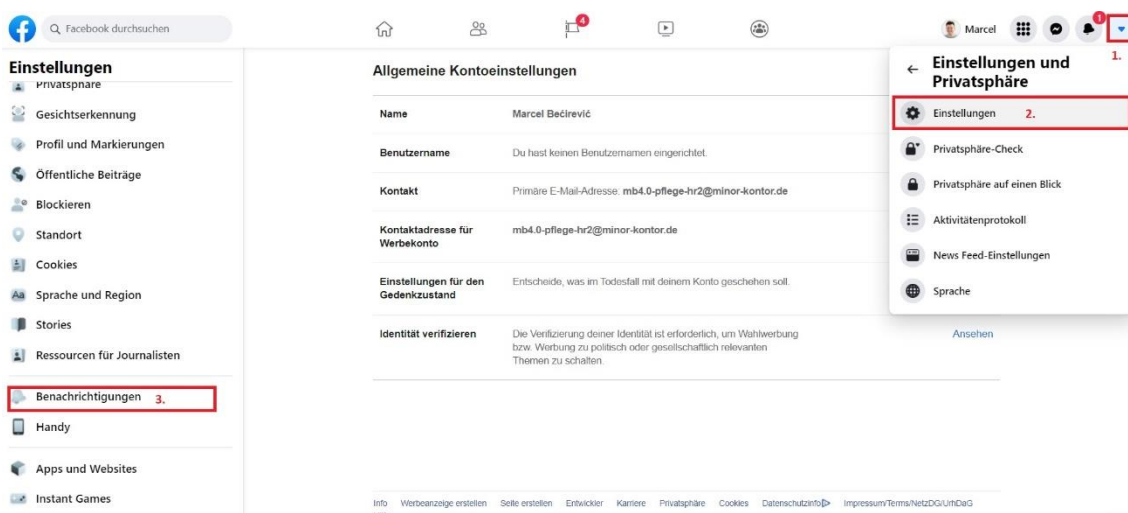 Facebook durchsuchen
4
Marcel
1
1.
Einstellungen
Privatsphäre
Gesichtserkennung
Profil und Markierungen
Öffentliche Beiträge
Blockieren
Standort
Cookies
Aa Sprache und Region
Stories
Ressourcen für Journalisten
Benachrichtigungen 3.
Handy
Apps und Websites
Instant Games
Allgemeine Kontoeinstellungen
Name Marcel Bećirević
Benutzername Du hast keinen Benutzernamen eingerichtet.
Kontakt Primäre E-Mail-Adresse: mb4.0-pflege-hr2@minor-kontor.de
Kontaktadresse für
Werbekonto
mb4.0-pflege-hr2@minor-kontor.de
Einstellungen für den
Gedenkzustand
Entscheide, was im Todesfall mit deinem Konto geschehen soll.
Identität verifizieren
Die Verifizierung deiner Identität ist erforderlich, um Wahlwerbung
bzw. Werbung zu politisch oder gesellschaftlich relevanten
Themen zu schalten.
Ansehen
Einstellungen und
Privatsphäre
Einstellungen 2.
Privatsphäre-Check
Privatsphäre auf einen Blick
Aktivitätenprotokoll
News Feed-Einstellungen
Sprache
Info Werbeanzeige erstellen Seite erstellen Entwickler Karriere Privatsphäre Cookies Datenschutzinfo Impressum/Terms/NetzDG/UrhDaG